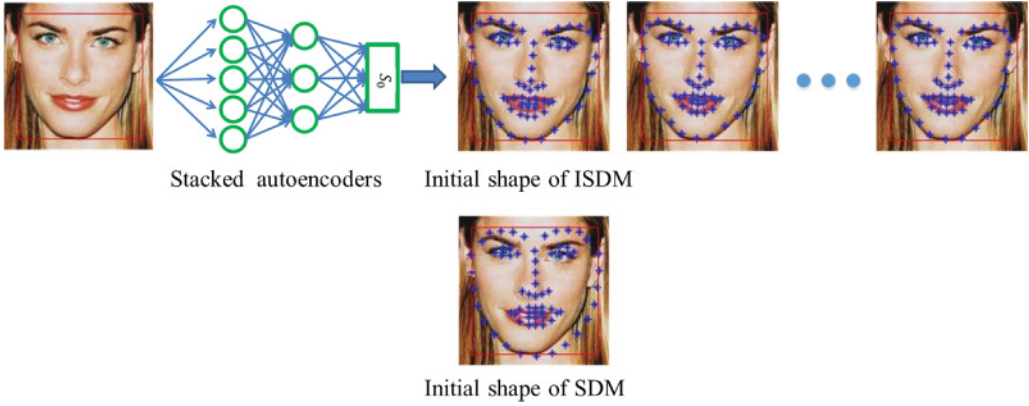 S₀
Stacked autoencoders
Initial shape of ISDM
Initial shape of SDM